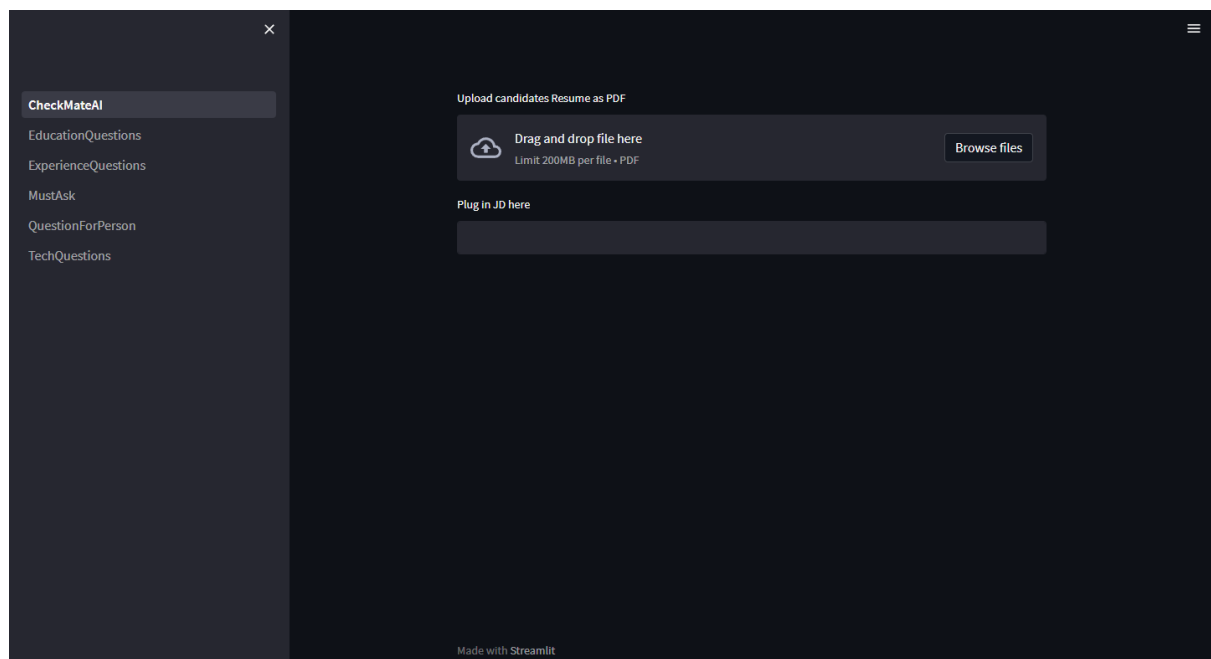 CheckMateAI
EducationQuestions
ExperienceQuestions
MustAsk
QuestionForPerson
TechQuestions
Upload candidates Resume as PDF
Drag and drop file here
Limit 200MB per file • PDF
Browse files
Plug in JD here
Made with Streamlit